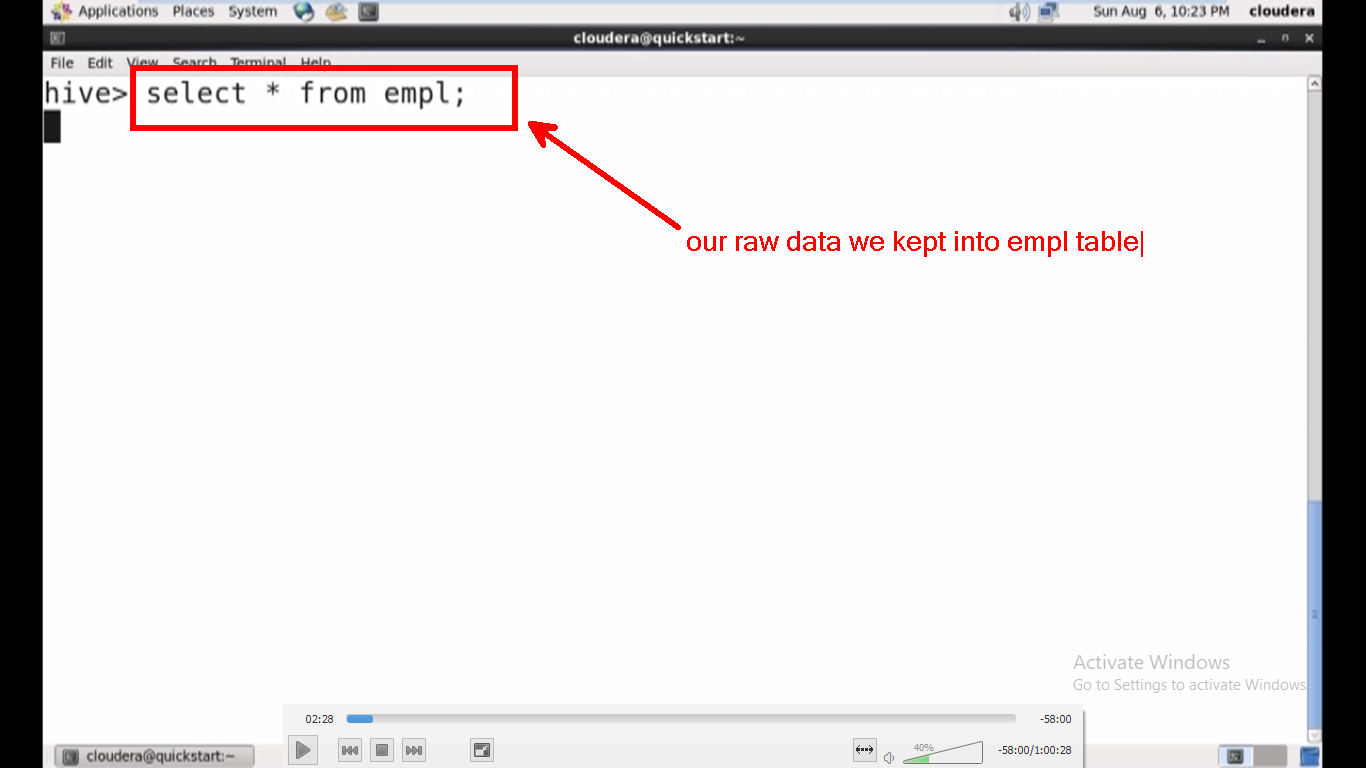 Applications Places System Sun Aug 6, 10:23 PM cloudera
cloudera@quickstart:~
File Edit View Search Terminal Help
hive> select * from empl;
our raw data we kept into empl table
Activate Windows
Go to Settings to activate Windows.
02:28 -58:00
40% -58:00/1:00:28
cloudera@quickstart:~